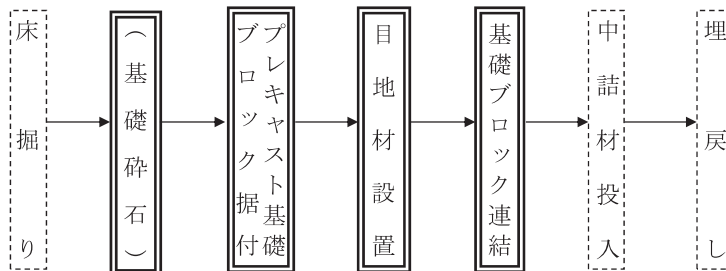 床掘り
（基礎砕石）
プレキャスト基礎
ブロック据付
目地材設置
基礎ブロック連結
中詰材投入
埋戻し